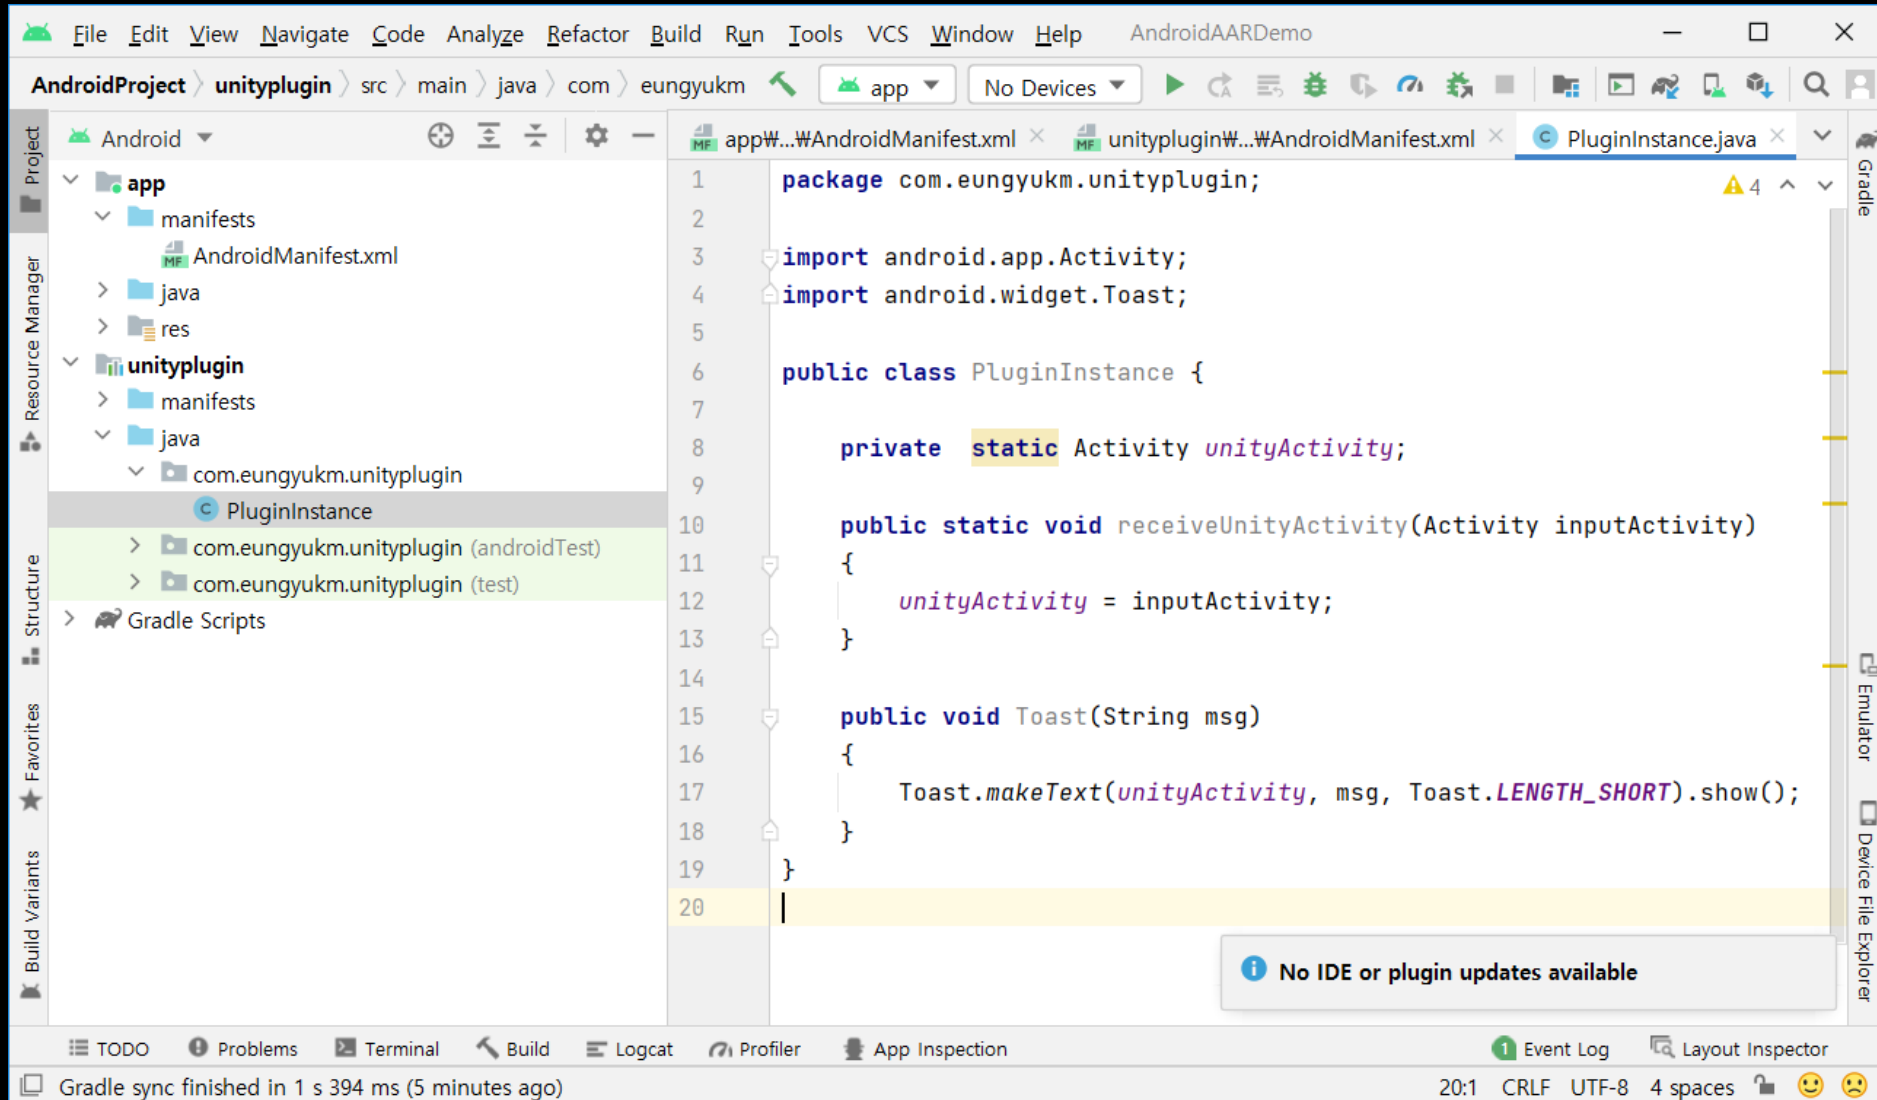 File Edit View Navigate Code Analyze Refactor Build Run Tools VCS Window Help AndroidAARDemo
AndroidProject unityplugin src main java com eungyukm app No Devices
Project
Resource Manager
Structure
Favorites
Build Variants
Android
app
manifests
MF AndroidManifest.xml
java
res
unityplugin
manifests
java
com.eungyukm.unityplugin
C PluginInstance
com.eungyukm.unityplugin (androidTest)
com.eungyukm.unityplugin (test)
Gradle Scripts
MF app₩...₩AndroidManifest.xml MF unityplugin₩...₩AndroidManifest.xml C PluginInstance.java
4
1 package com.eungyukm.unityplugin;
2
3 import android.app.Activity;
4 import android.widget.Toast;
5
6 public class PluginInstance {
7
8 private  static Activity unityActivity;
9
10 public static void receiveUnityActivity(Activity inputActivity)
11 {
12 unityActivity = inputActivity;
13 }
14
15 public void Toast(String msg)
16 {
17 Toast.makeText(unityActivity, msg, Toast.LENGTH_SHORT).show();
18 }
19 }
20
No IDE or plugin updates available
Gradle
Emulator
Device File Explorer
TODO Problems Terminal Build Logcat Profiler App Inspection 1 Event Log Layout Inspector
Gradle sync finished in 1 s 394 ms (5 minutes ago) 20:1 CRLF UTF-8 4 spaces